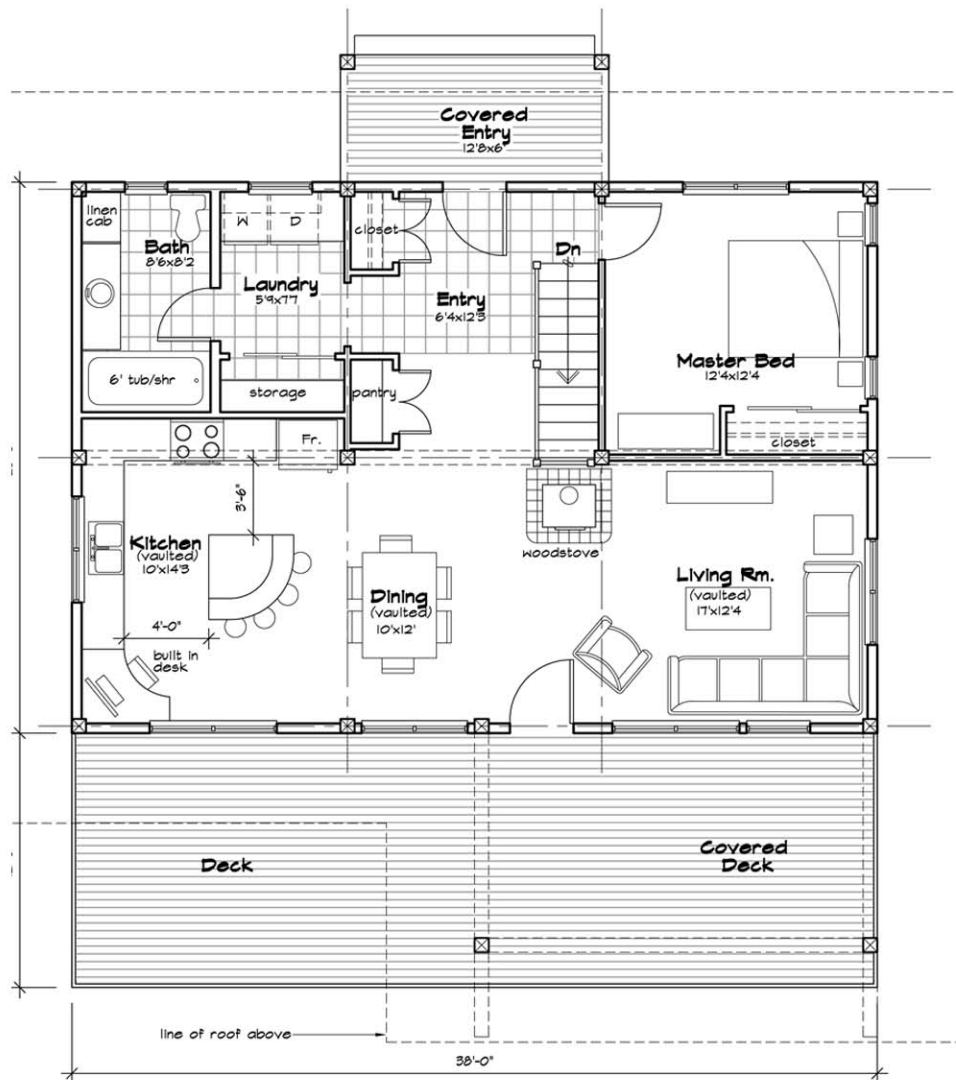 Covered
Entry
12'8x6'
linen
cab
W
D
closet
Bath
8'6x8'2
Dn
Laundry
5'9x7'7
Entry
6'4x12'3
Master Bed
12'4x12'4
6' tub/shr
storage
pantry
closet
Fr.
3'-6"
woodstove
Kitchen
(vaulted)
10'x14'3
Living Rm.
(vaulted)
17'x12'4
Dining
(vaulted)
10'x12'
4'-0"
built in
desk
Deck
Covered
Deck
line of roof above
38'-0"